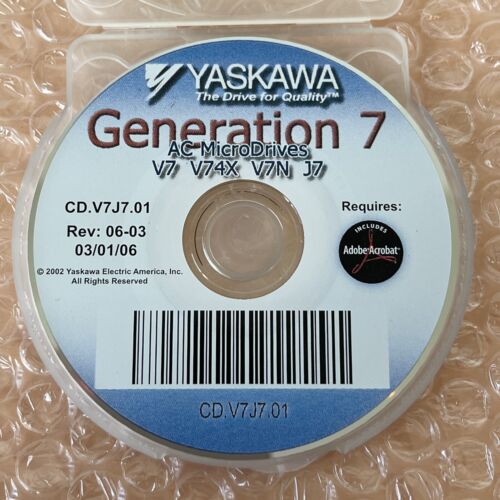 YASKAWA
The Drive for Quality™
Generation 7
AC MicroDrives
V7 V74X V7N J7
CD.V7J7.01
Rev: 06-03
03/01/06
© 2002 Yaskawa Electric America, Inc.
All Rights Reserved
Requires:
INCLUDES
Adobe Acrobat
CD.V7J7.01